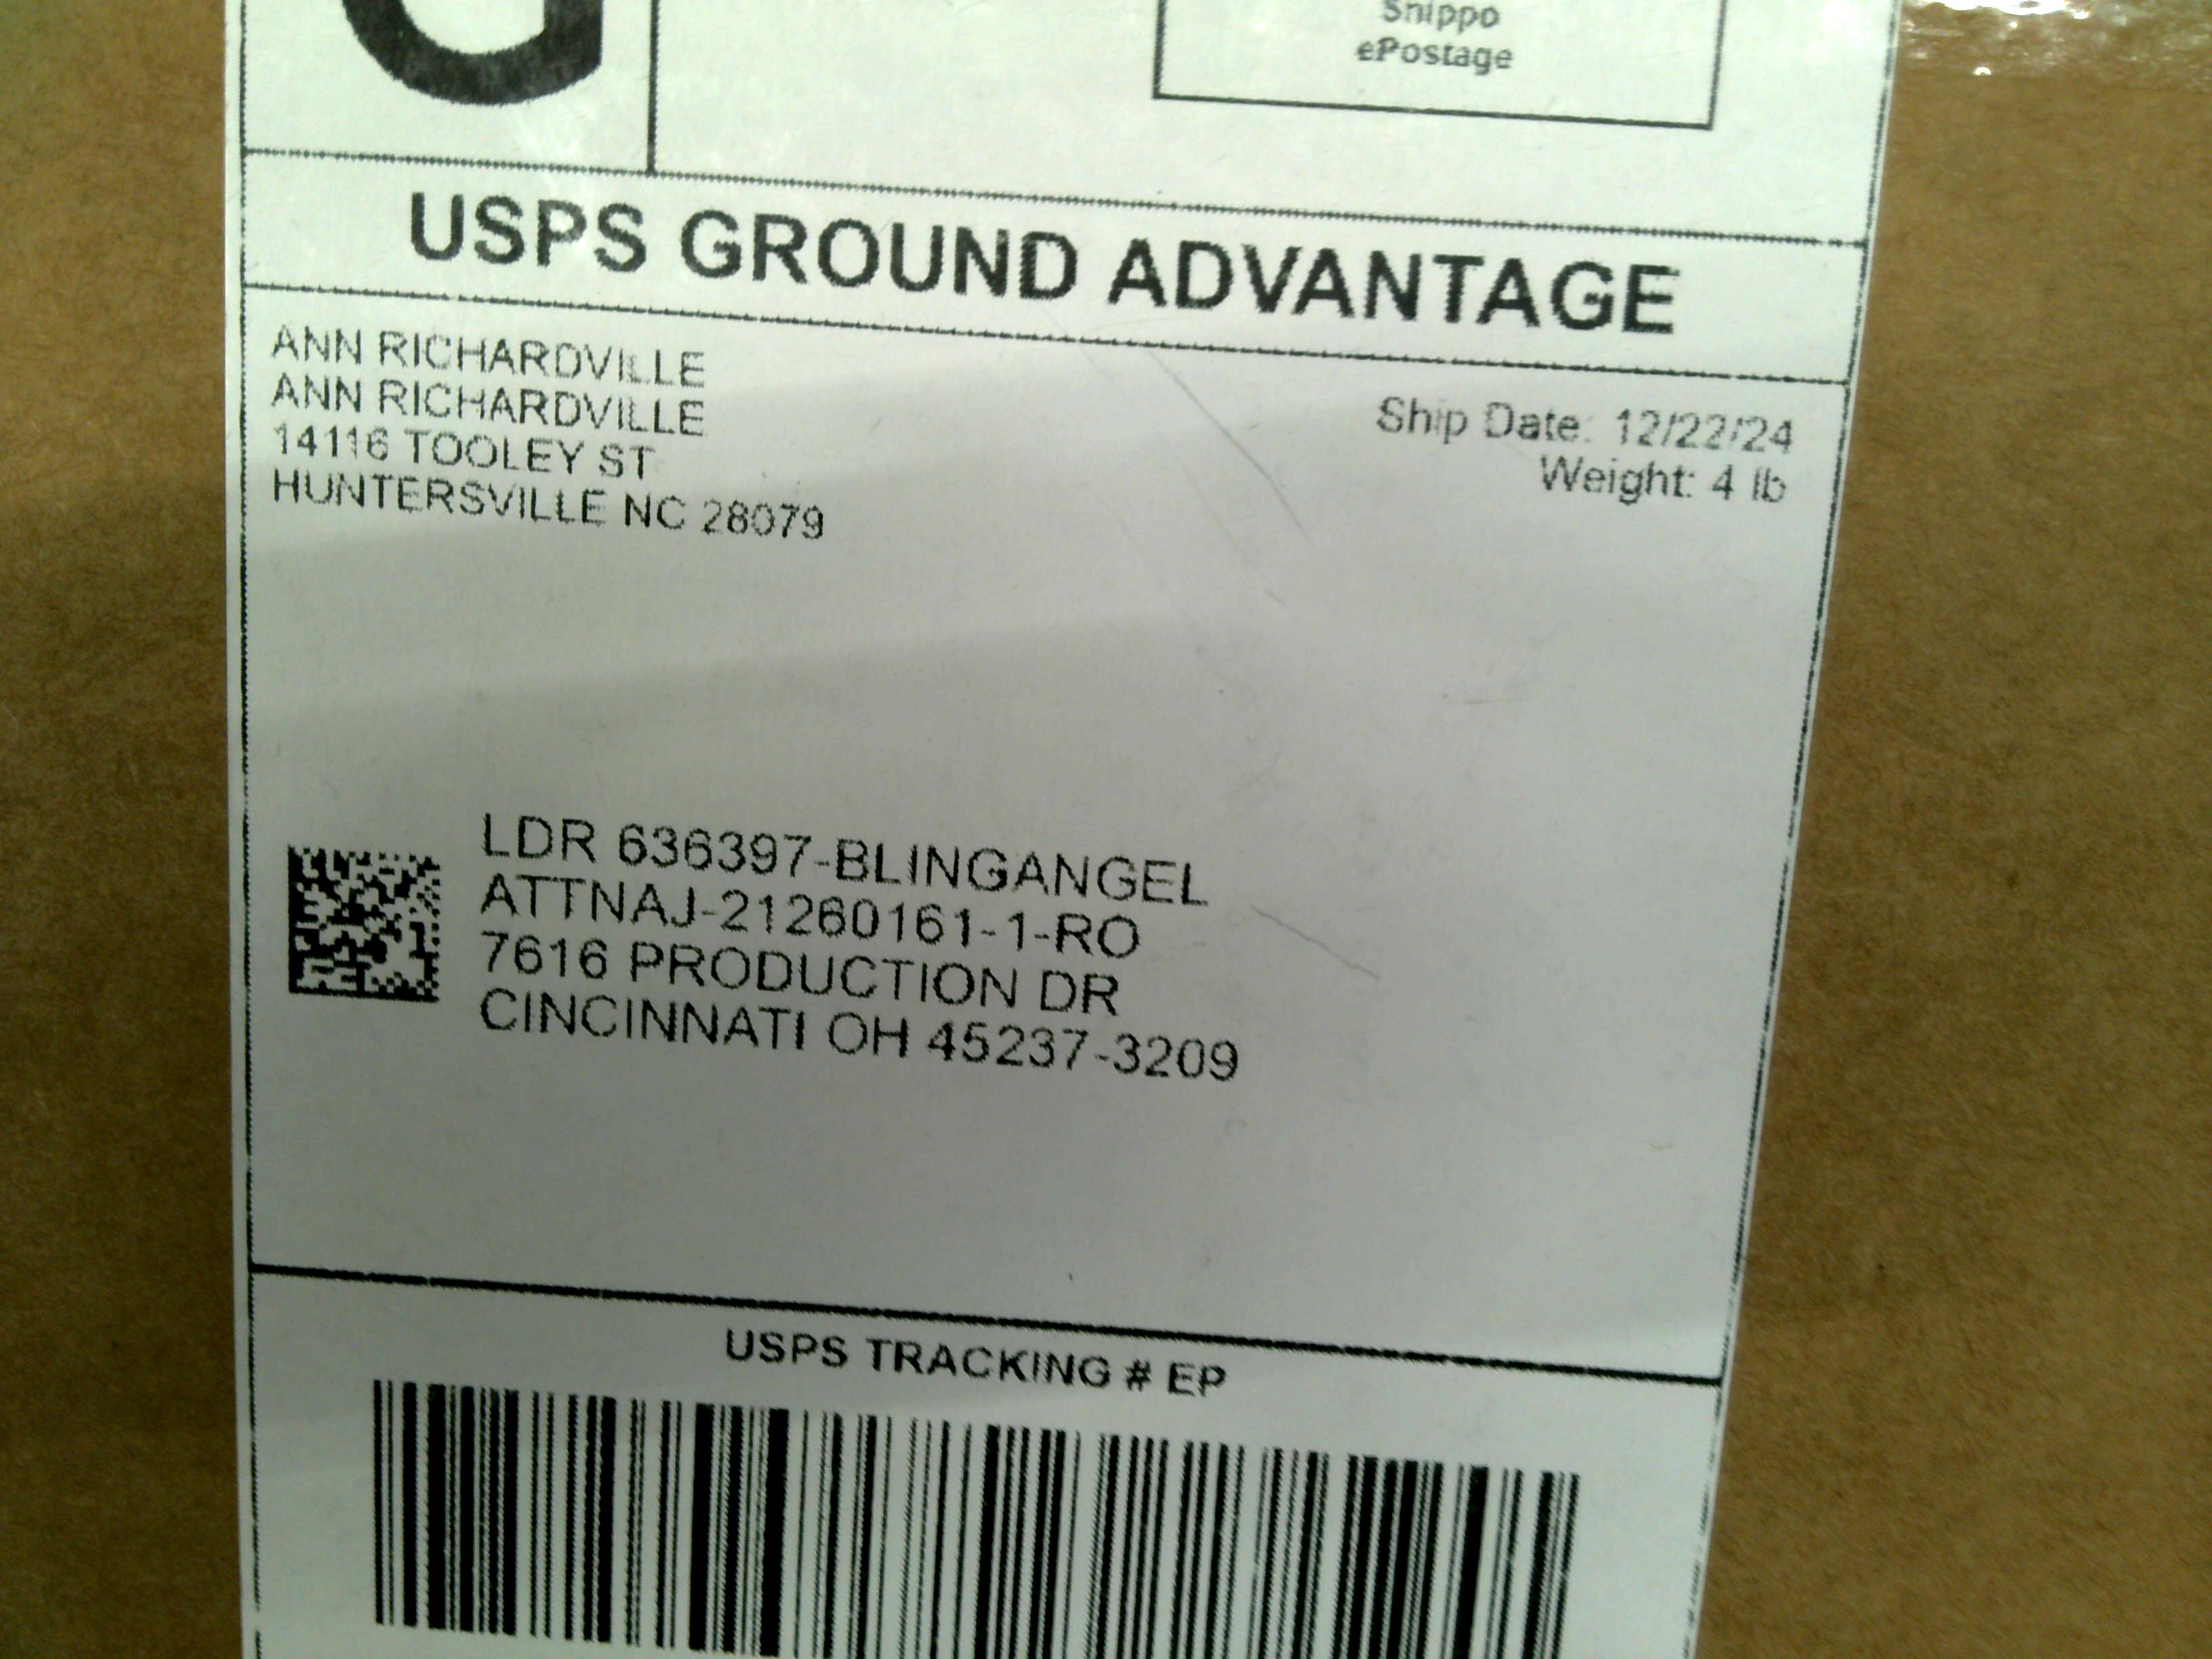 G
Shippo
ePostage
USPS GROUND ADVANTAGE
ANN RICHARDVILLE
ANN RICHARDVILLE
14116 TOOLEY ST
HUNTERSVILLE NC 28079
Ship Date: 12/22/24
Weight: 4 lb
LDR 636397-BLINGANGEL
ATTNAJ-21260161-1-RO
7616 PRODUCTION DR
CINCINNATI OH 45237-3209
USPS TRACKING # EP